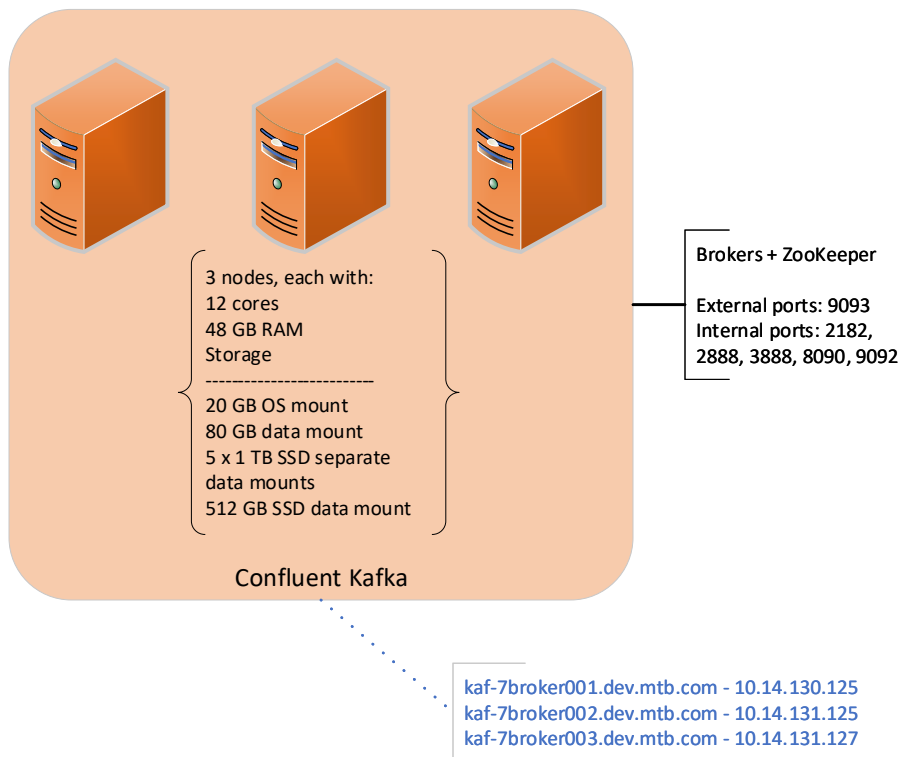 3 nodes, each with:
12 cores
48 GB RAM
Storage
--------------------------
20 GB OS mount
80 GB data mount
5 x 1 TB SSD separate
data mounts
512 GB SSD data mount
Confluent Kafka
Brokers + ZooKeeper
External ports: 9093
Internal ports: 2182,
2888, 3888, 8090, 9092
kaf-7broker001.dev.mtb.com - 10.14.130.125
kaf-7broker002.dev.mtb.com - 10.14.131.125
kaf-7broker003.dev.mtb.com - 10.14.131.127